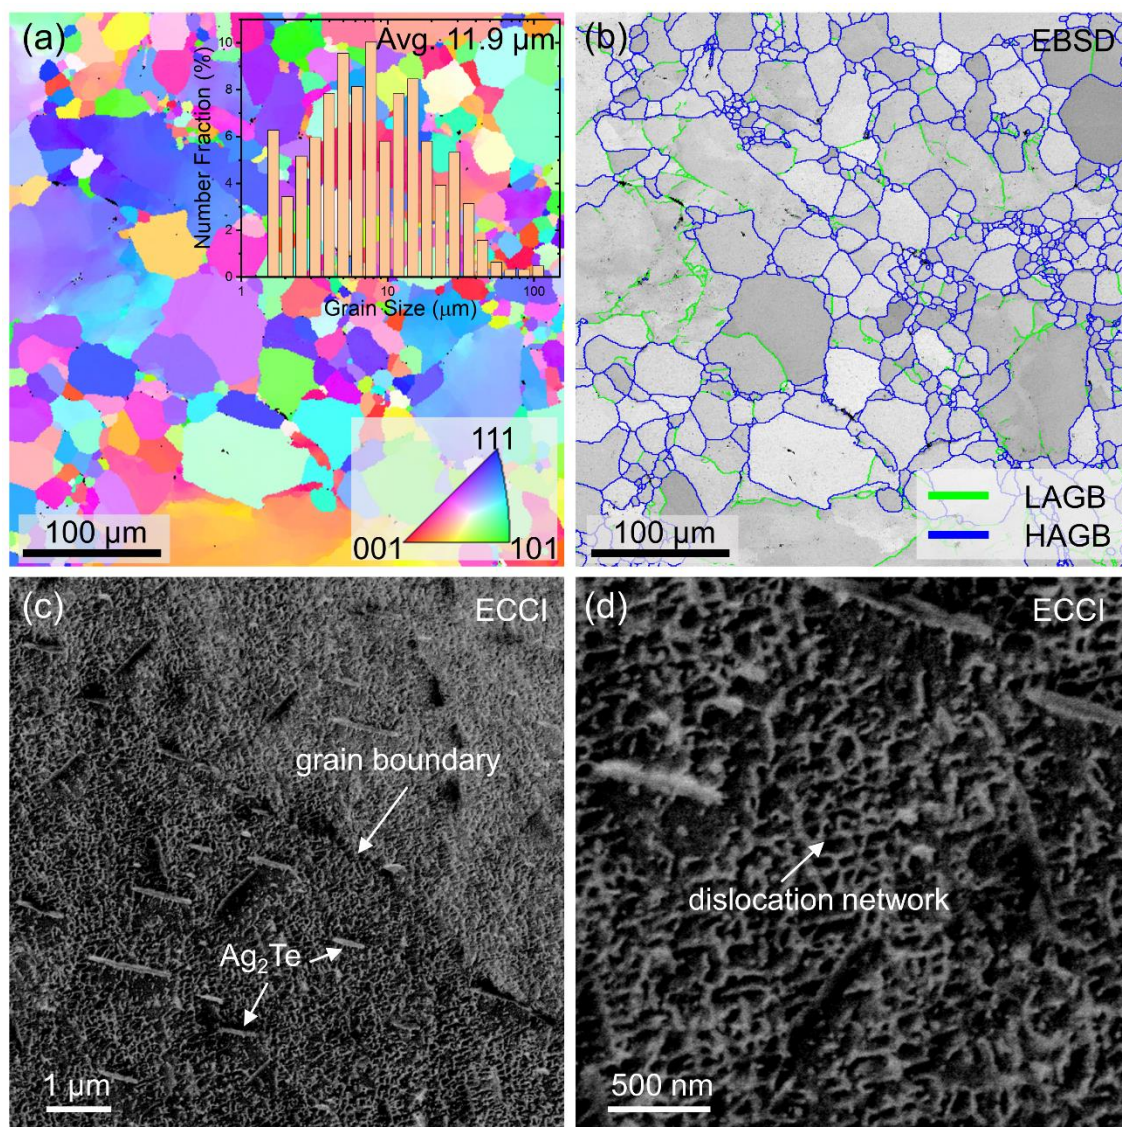 (a)
Avg. 11.9 μm
Number Fraction (%)
10
8
6
4
2
0
1
10
100
Grain Size (μm)
111
001
101
100 μm
(b)
EBSD
LAGB
HAGB
100 μm
(c)
ECCI
grain boundary
Ag₂Te
1 μm
(d)
ECCI
dislocation network
500 nm